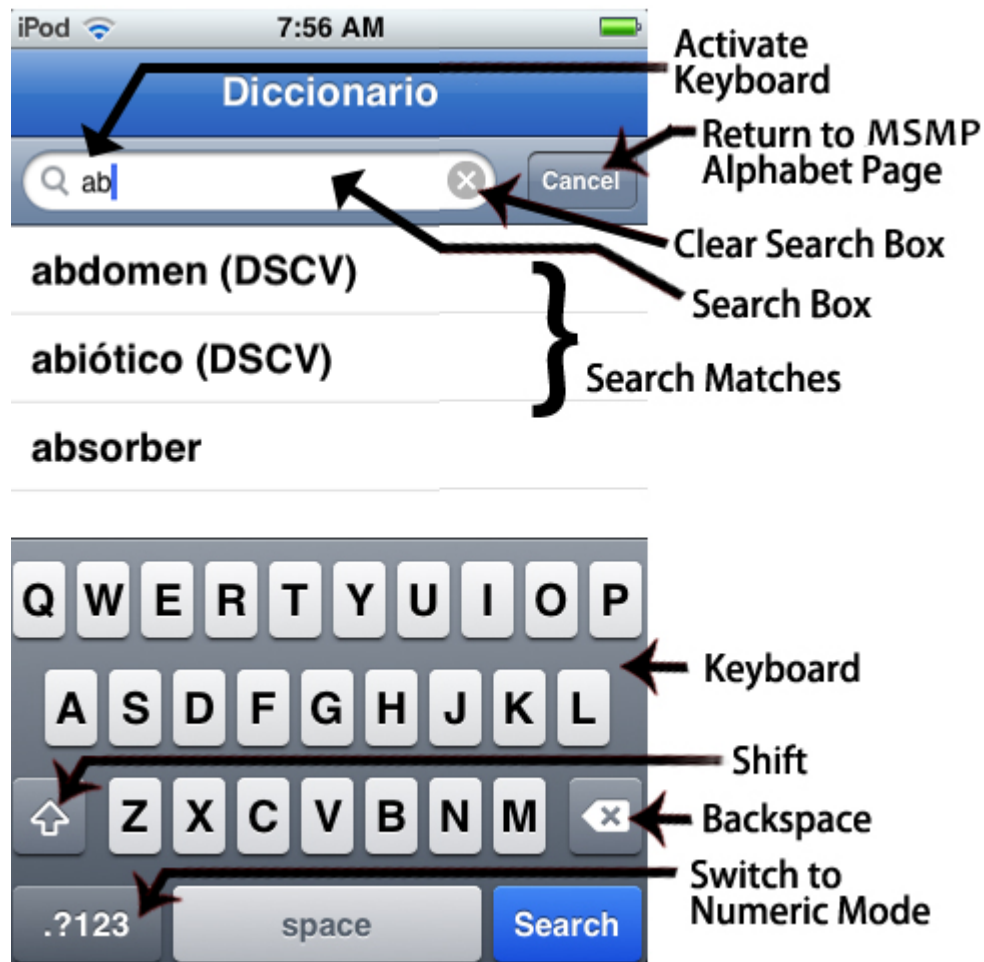 iPod 7:56 AM
Activate
Keyboard
Diccionario
Return to MSMP
Alphabet Page
ab Cancel
Clear Search Box
abdomen (DSCV)
Search Box
abiótico (DSCV)
Search Matches
absorber
Q W E R T Y U I O P
Keyboard
A S D F G H J K L
Shift
Z X C V B N M
Backspace
Switch to
Numeric Mode
.?123 space Search